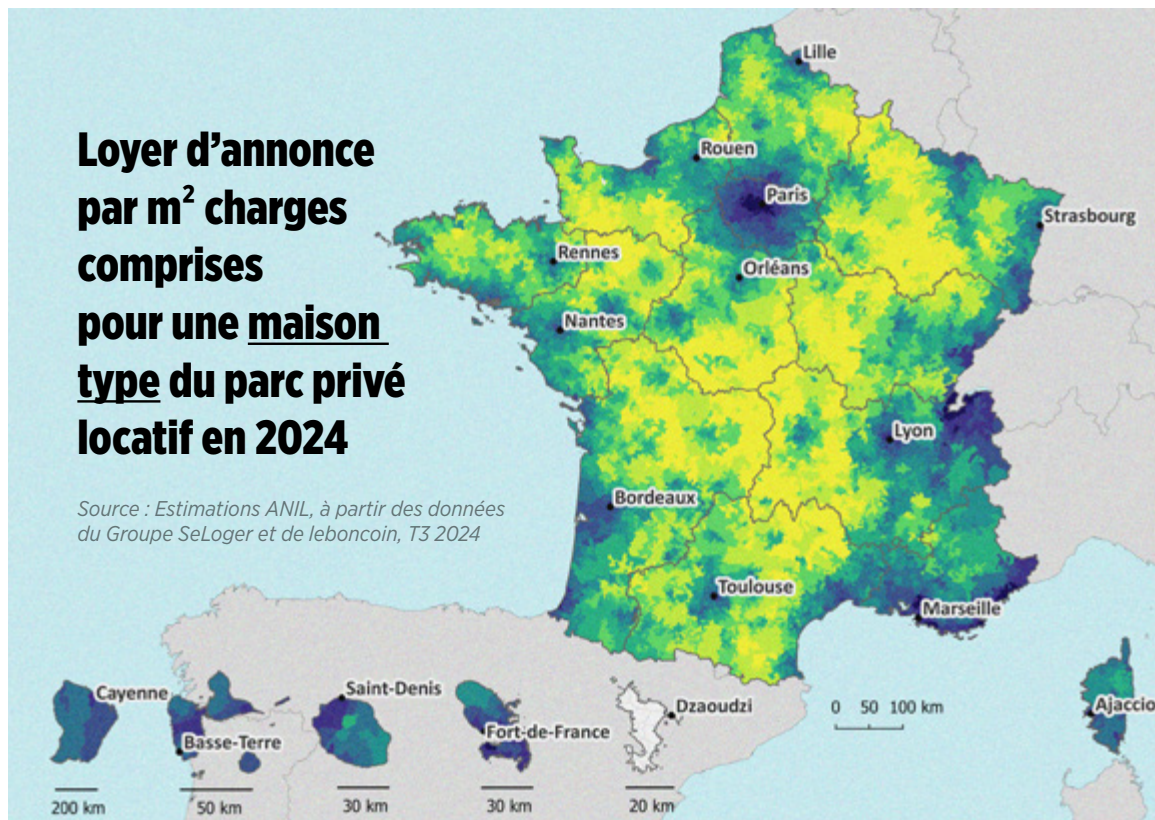 Loyer d’annonce
par m² charges
comprises
pour une maison
type du parc privé
locatif en 2024
Source : Estimations ANIL, à partir des données
du Groupe SeLoger et de leboncoin, T3 2024
Lille
Rouen
Paris
Strasbourg
Rennes
Orléans
Nantes
Lyon
Bordeaux
Toulouse
Marseille
Ajaccio
Cayenne
Basse-Terre
Saint-Denis
Fort-de-France
Dzaoudzi
0 50 100 km
200 km
50 km
30 km
30 km
20 km